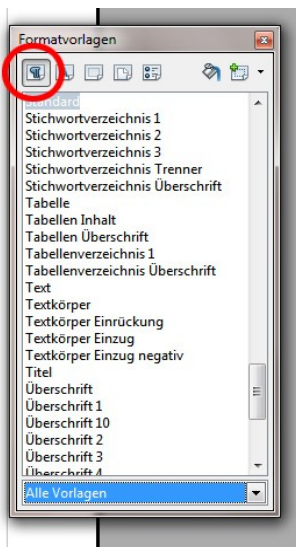 Formatvorlagen
Standard
Stichwortverzeichnis 1
Stichwortverzeichnis 2
Stichwortverzeichnis 3
Stichwortverzeichnis Trenner
Stichwortverzeichnis Überschrift
Tabelle
Tabellen Inhalt
Tabellen Überschrift
Tabellenverzeichnis 1
Tabellenverzeichnis Überschrift
Text
Textkörper
Textkörper Einrückung
Textkörper Einzug
Textkörper Einzug negativ
Titel
Überschrift
Überschrift 1
Überschrift 10
Überschrift 2
Überschrift 3
Überschrift 4
Alle Vorlagen